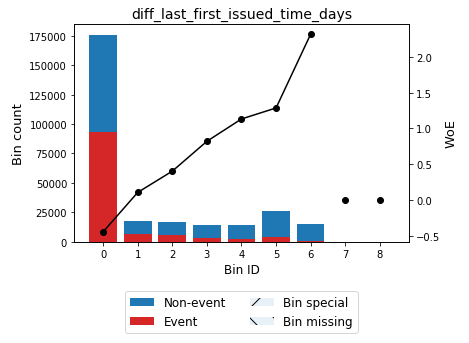 diff_last_first_issued_time_days
175000
150000
125000
100000
75000
50000
25000
0
Bin count
2.0
1.5
1.0
0.5
0.0
−0.5
WoE
0 1 2 3 4 5 6 7 8
Bin ID
Non-event
Event
Bin special
Bin missing